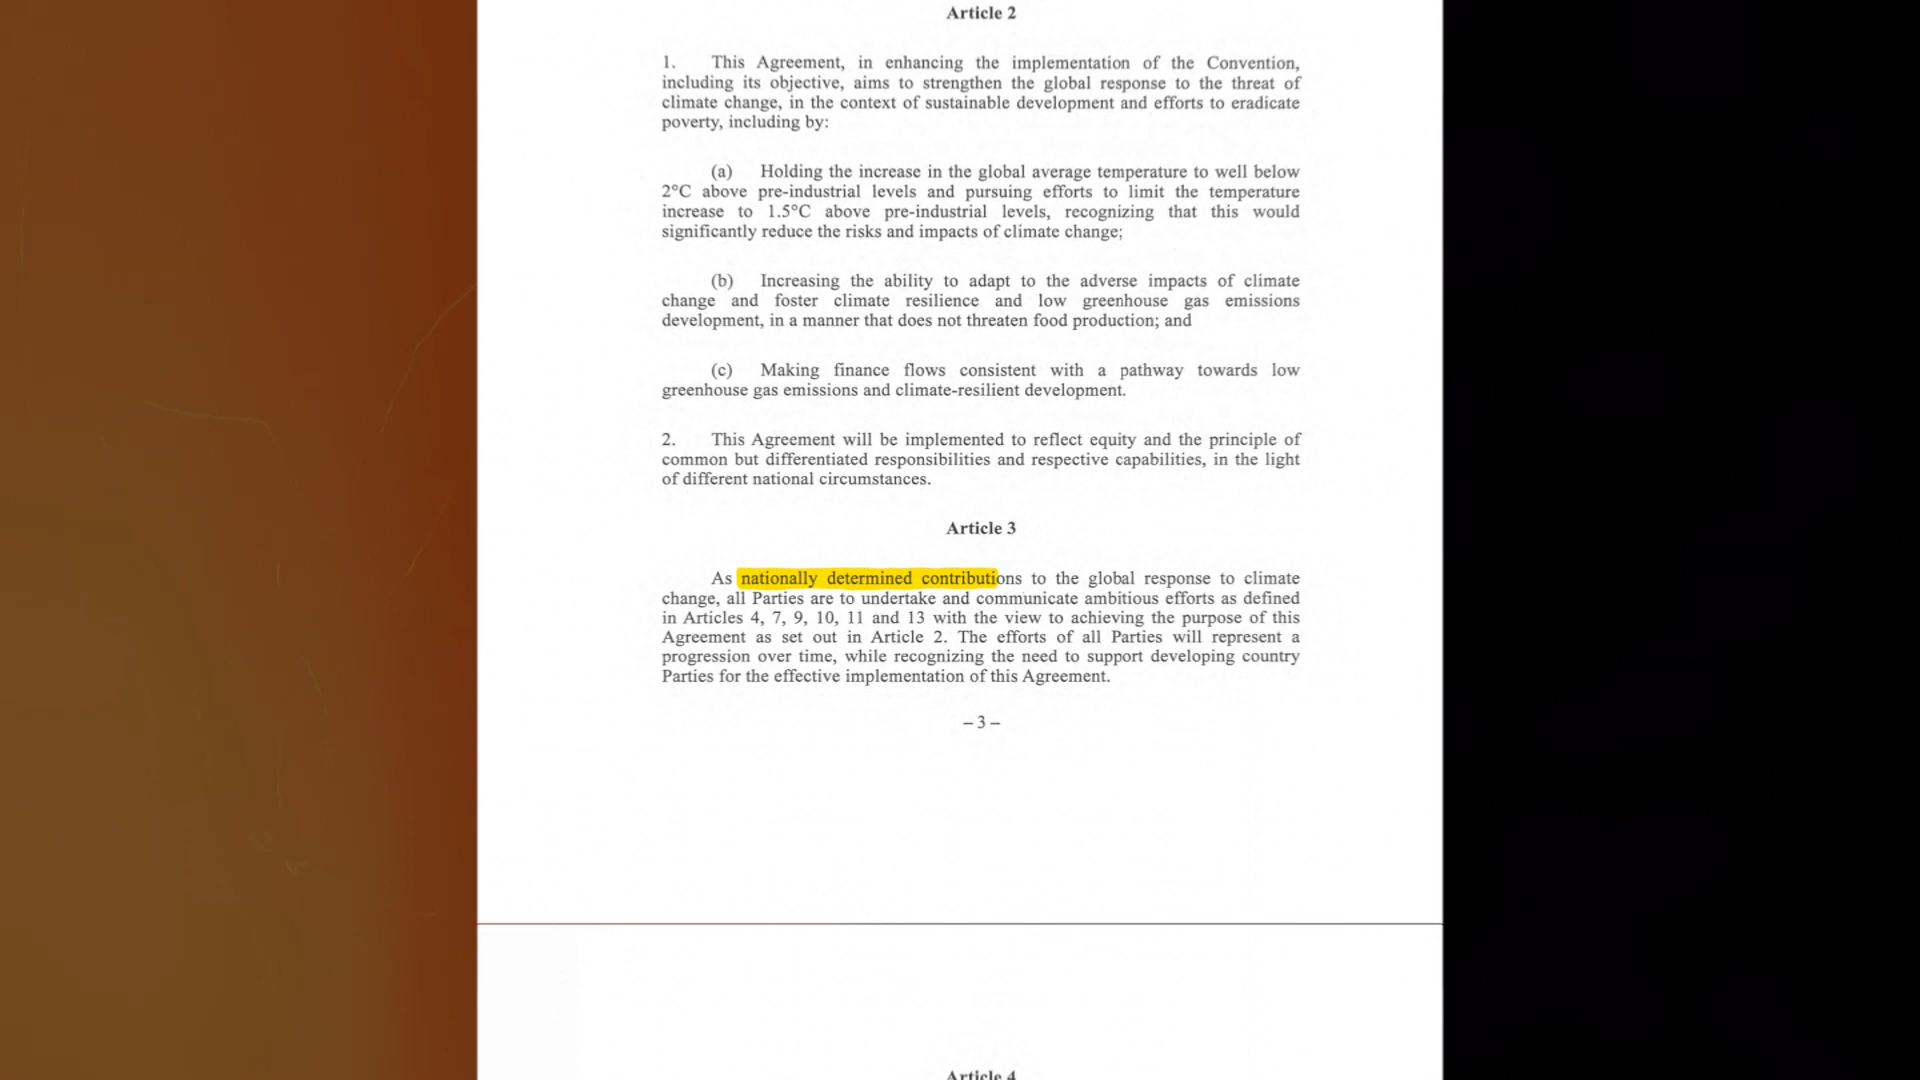 Article 2
1. This Agreement, in enhancing the implementation of the Convention,
including its objective, aims to strengthen the global response to the threat of
climate change, in the context of sustainable development and efforts to eradicate
poverty, including by:
(a) Holding the increase in the global average temperature to well below
2°C above pre-industrial levels and pursuing efforts to limit the temperature
increase to 1.5°C above pre-industrial levels, recognizing that this would
significantly reduce the risks and impacts of climate change;
(b) Increasing the ability to adapt to the adverse impacts of climate
change and foster climate resilience and low greenhouse gas emissions
development, in a manner that does not threaten food production; and
(c) Making finance flows consistent with a pathway towards low
greenhouse gas emissions and climate-resilient development.
2. This Agreement will be implemented to reflect equity and the principle of
common but differentiated responsibilities and respective capabilities, in the light
of different national circumstances.
Article 3
As nationally determined contributions to the global response to climate
change, all Parties are to undertake and communicate ambitious efforts as defined
in Articles 4, 7, 9, 10, 11 and 13 with the view to achieving the purpose of this
Agreement as set out in Article 2. The efforts of all Parties will represent a
progression over time, while recognizing the need to support developing country
Parties for the effective implementation of this Agreement.
– 3 –
Article 4